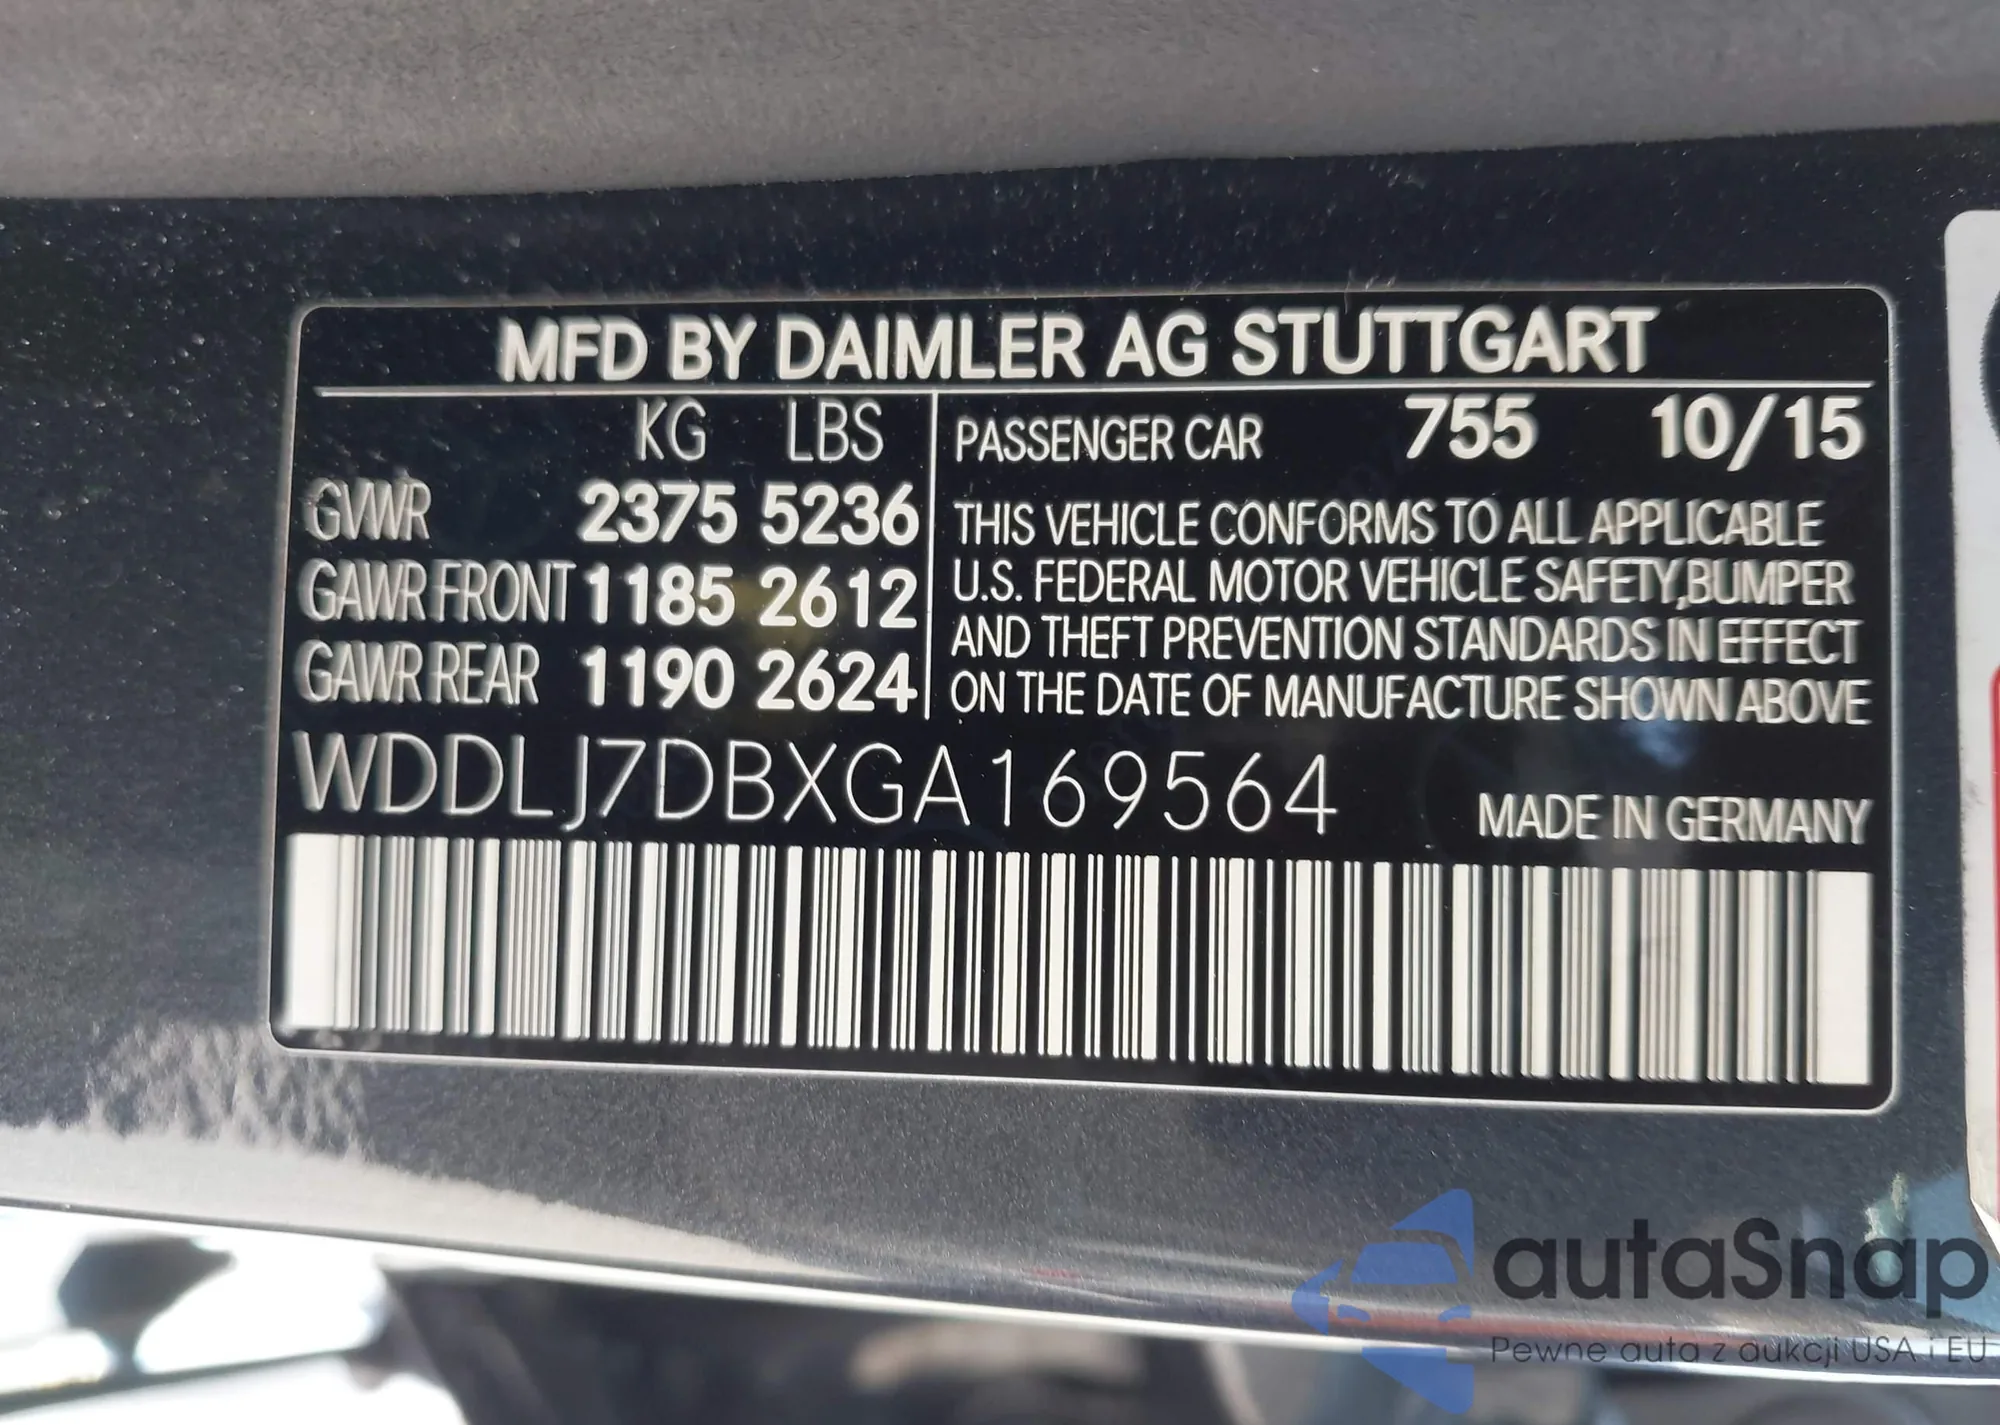 MFD BY DAIMLER AG STUTTGART
KG LBS
GVWR 2375 5236
GAWR FRONT 1185 2612
GAWR REAR 1190 2624
PASSENGER CAR 755 10/15
THIS VEHICLE CONFORMS TO ALL APPLICABLE
U.S. FEDERAL MOTOR VEHICLE SAFETY,BUMPER
AND THEFT PREVENTION STANDARDS IN EFFECT
ON THE DATE OF MANUFACTURE SHOWN ABOVE
WDDLJ7DBXGA169564
MADE IN GERMANY
autaSnap
Pewne auta z aukcji USA i EU